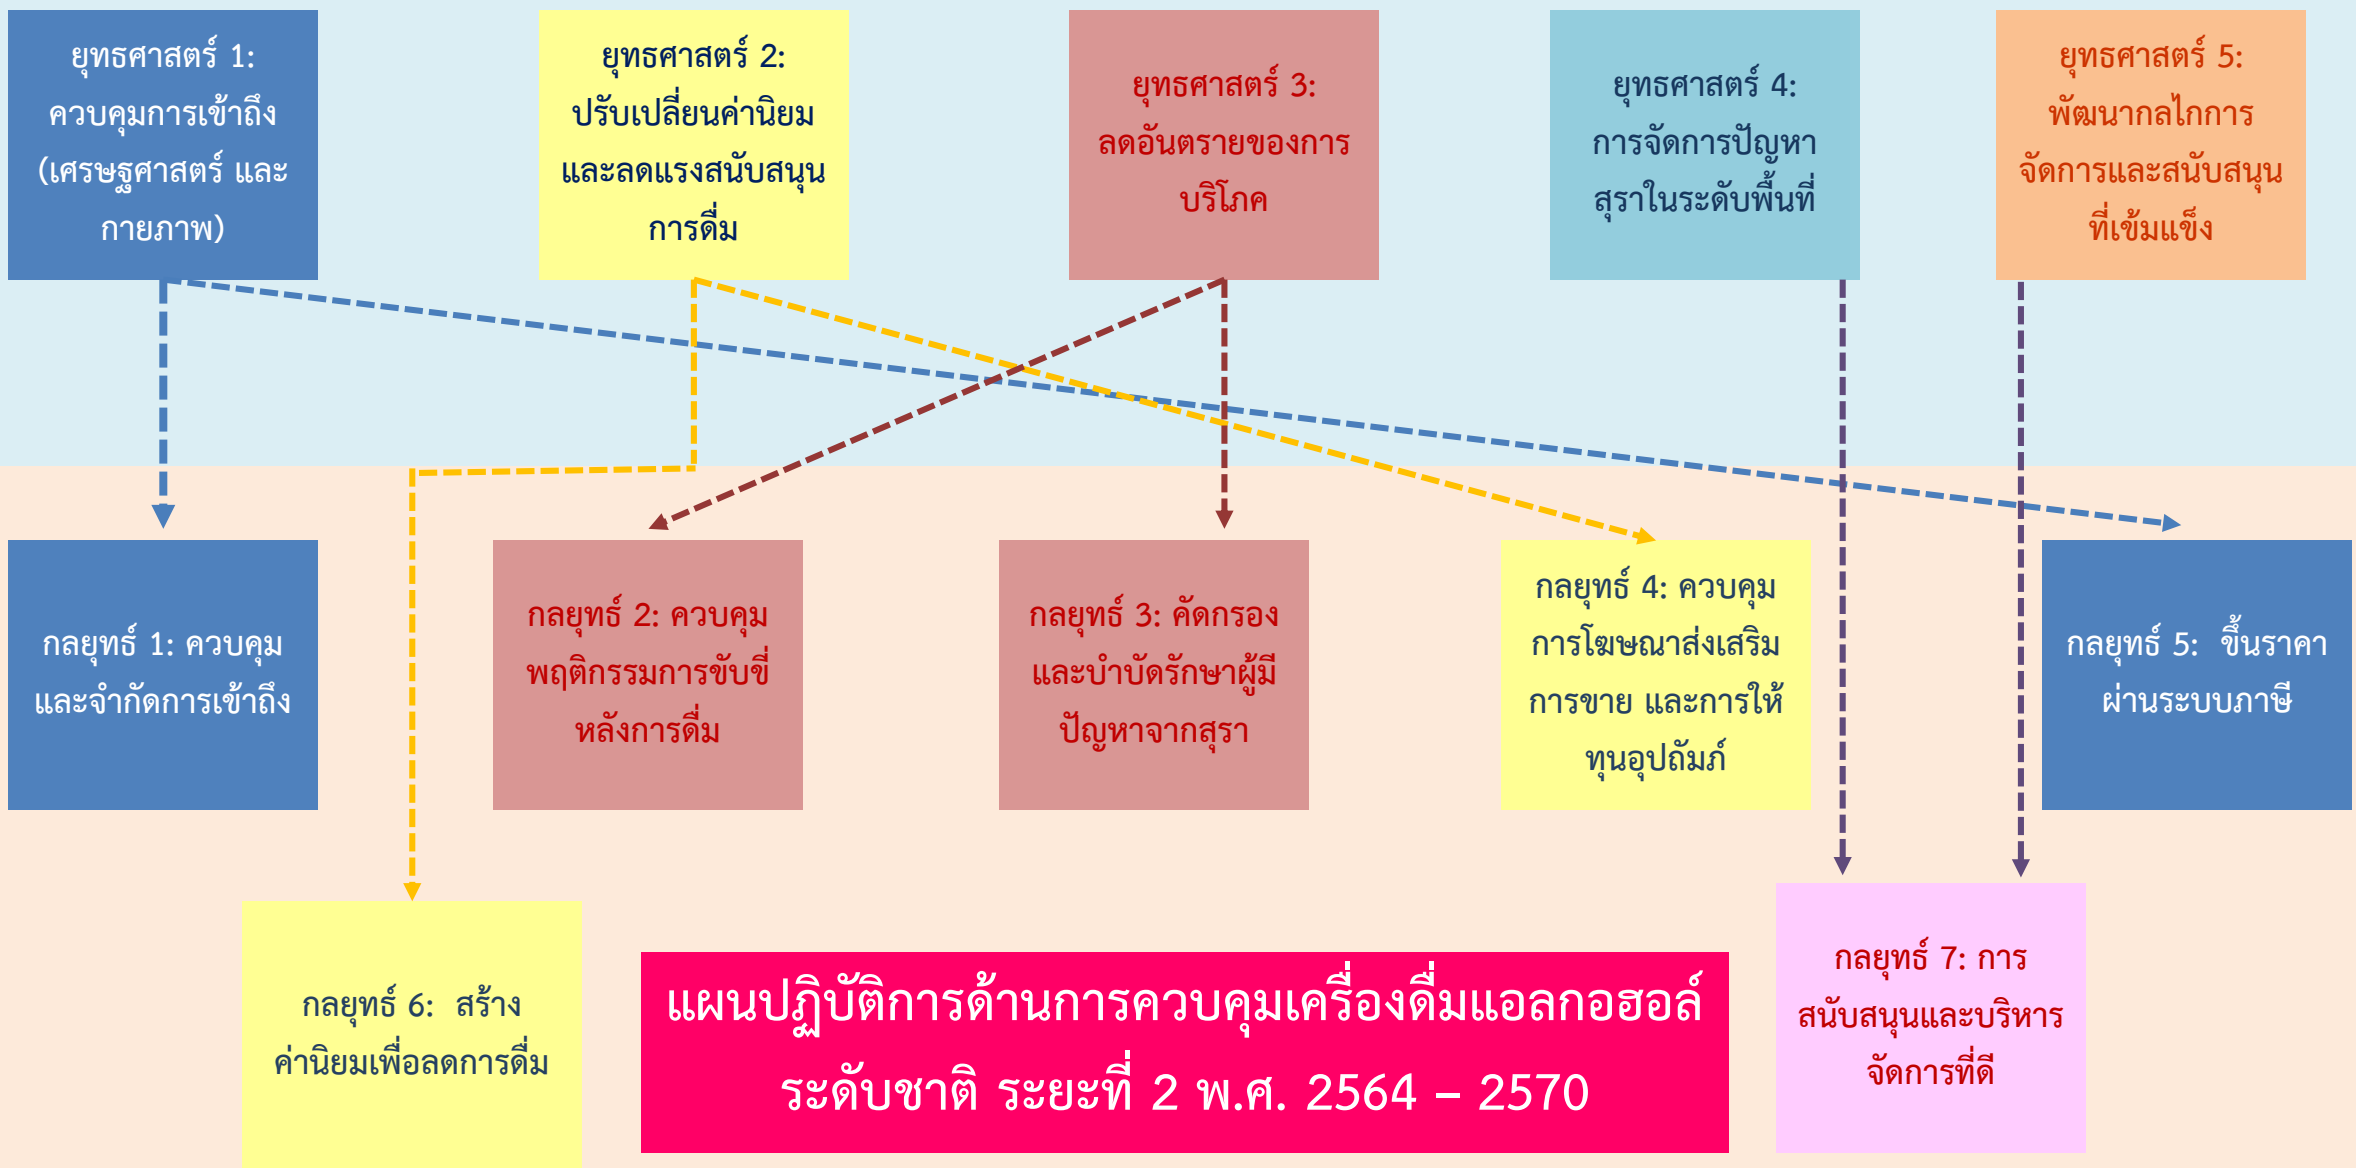 ยุทธศาสตร์ 1:
ควบคุมการเข้าถึง
(เศรษฐศาสตร์ และ
กายภาพ)
ยุทธศาสตร์ 2:
ปรับเปลี่ยนค่านิยม
และลดแรงสนับสนุน
การดื่ม
ยุทธศาสตร์ 3:
ลดอันตรายของการ
บริโภค
ยุทธศาสตร์ 4:
การจัดการปัญหา
สุราในระดับพื้นที่
ยุทธศาสตร์ 5:
พัฒนากลไกการ
จัดการและสนับสนุน
ที่เข้มแข็ง
กลยุทธ์ 1: ควบคุม
และจำกัดการเข้าถึง
กลยุทธ์ 2: ควบคุม
พฤติกรรมการขับขี่
หลังการดื่ม
กลยุทธ์ 3: คัดกรอง
และบำบัดรักษาผู้มี
ปัญหาจากสุรา
กลยุทธ์ 4: ควบคุม
การโฆษณาส่งเสริม
การขาย และการให้
ทุนอุปถัมภ์
กลยุทธ์ 5: ขึ้นราคา
ผ่านระบบภาษี
กลยุทธ์ 6: สร้าง
ค่านิยมเพื่อลดการดื่ม
แผนปฏิบัติการด้านการควบคุมเครื่องดื่มแอลกอฮอล์
ระดับชาติ ระยะที่ 2 พ.ศ. 2564 – 2570
กลยุทธ์ 7: การ
สนับสนุนและบริหาร
จัดการที่ดี